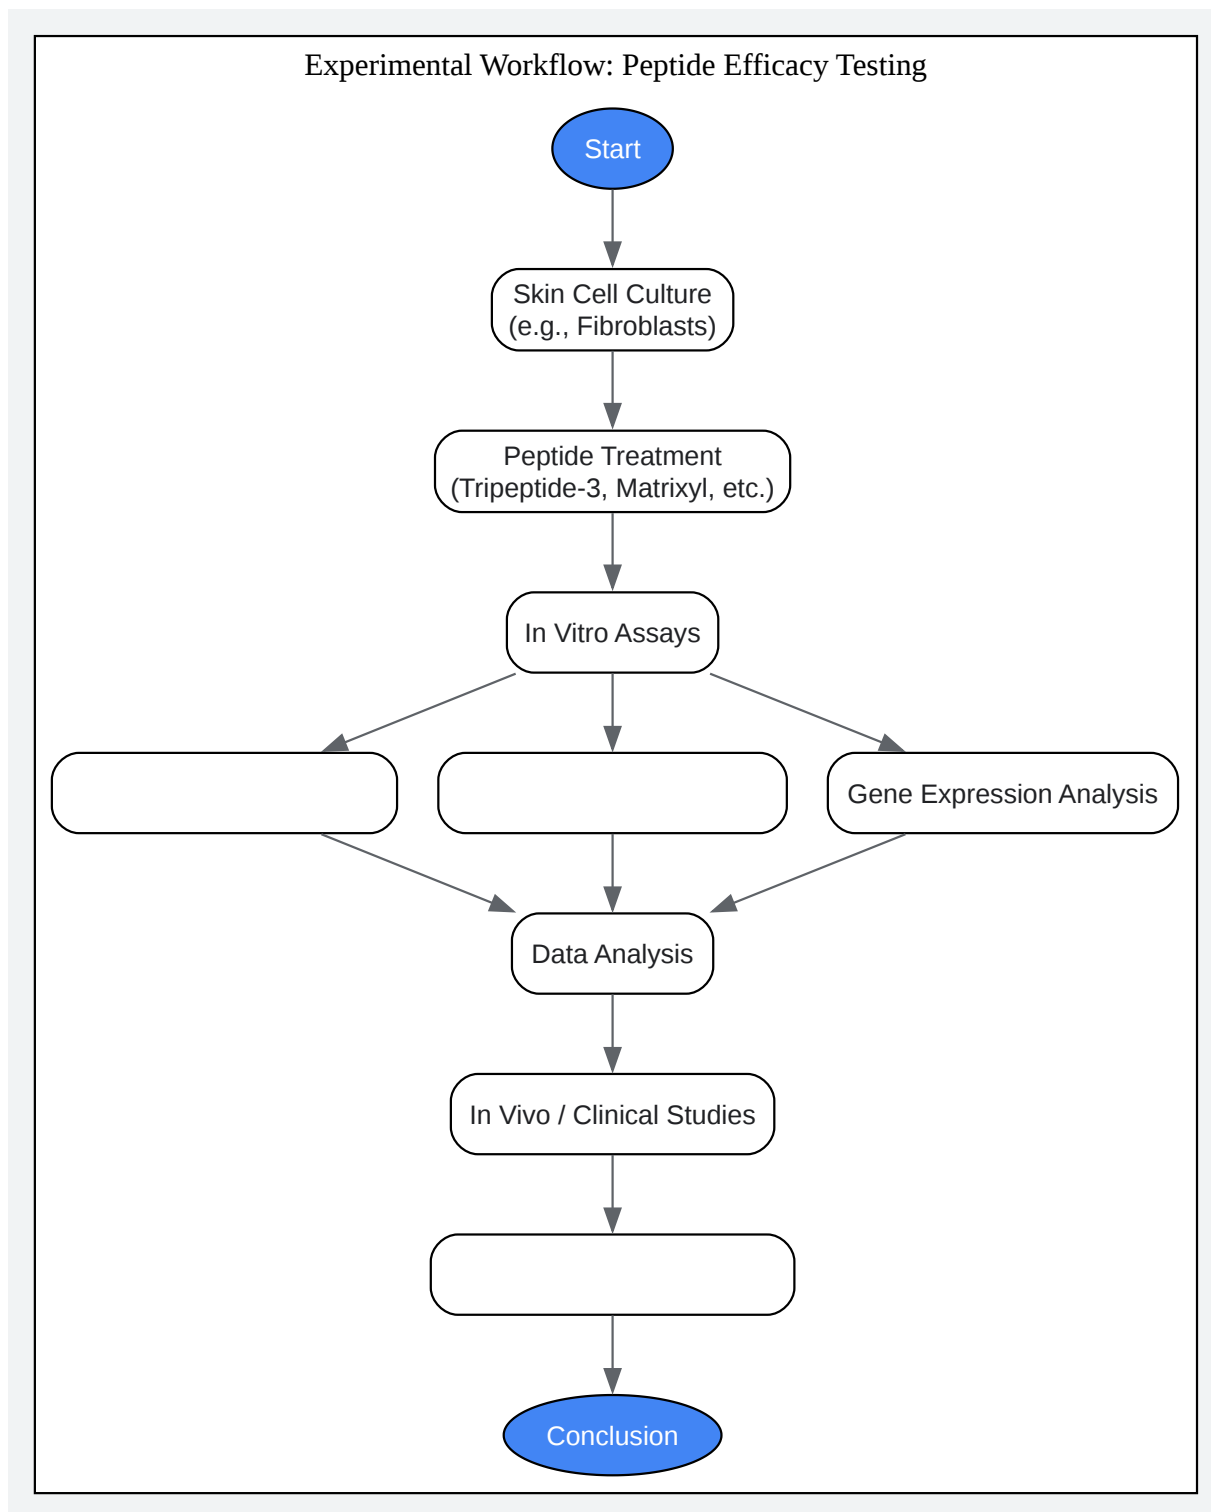 Experimental Workflow: Peptide Efficacy Testing
Start
Skin Cell Culture
(e.g., Fibroblasts)
Peptide Treatment
(Tripeptide-3, Matrixyl, etc.)
In Vitro Assays
Gene Expression Analysis
Data Analysis
In Vivo / Clinical Studies
Conclusion